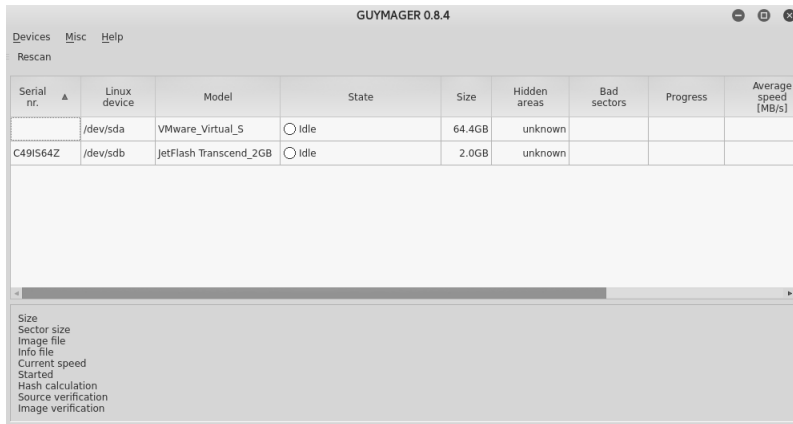 GUYMAGER 0.8.4
Devices Misc Help
Rescan
Serial nr. Linux device Model State Size Hidden areas Bad sectors Progress Average speed [MB/s]
/dev/sda VMware_Virtual_S Idle 64.4GB unknown
C49IS64Z /dev/sdb JetFlash Transcend_2GB Idle 2.0GB unknown
Size
Sector size
Image file
Info file
Current speed
Started
Hash calculation
Source verification
Image verification